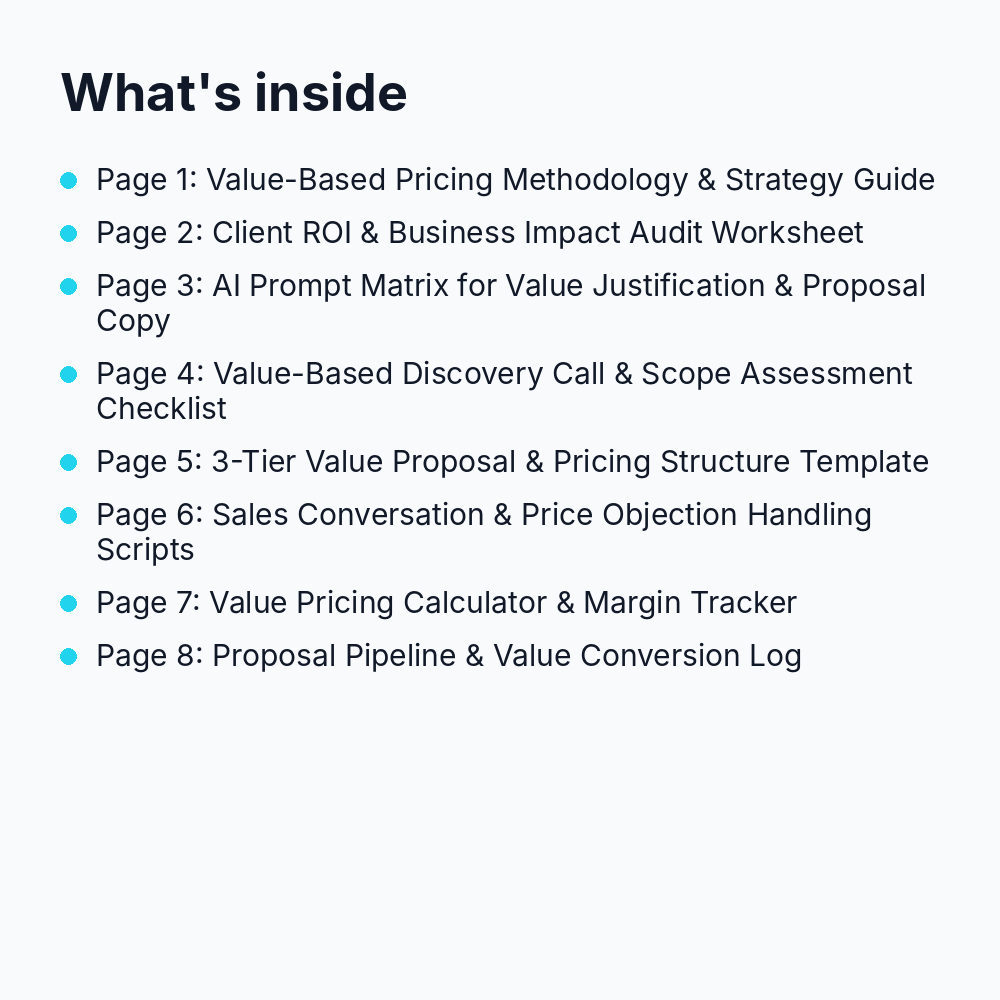 What's inside
Page 1: Value-Based Pricing Methodology & Strategy Guide
Page 2: Client ROI & Business Impact Audit Worksheet
Page 3: AI Prompt Matrix for Value Justification & Proposal
Copy
Page 4: Value-Based Discovery Call & Scope Assessment
Checklist
Page 5: 3-Tier Value Proposal & Pricing Structure Template
Page 6: Sales Conversation & Price Objection Handling
Scripts
Page 7: Value Pricing Calculator & Margin Tracker
Page 8: Proposal Pipeline & Value Conversion Log